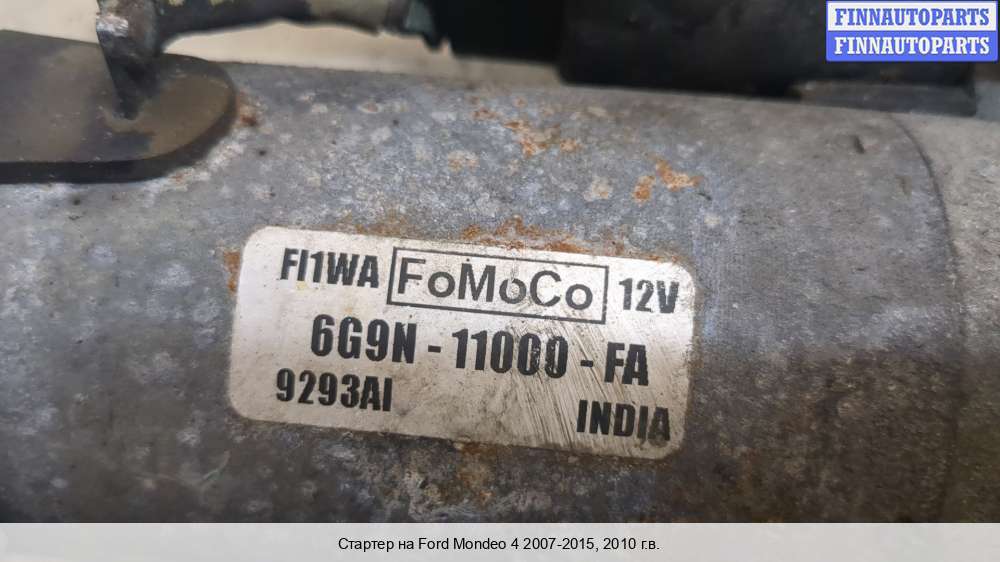 FINNAUTOPARTS
FINNAUTOPARTS
FI1WA FoMoCo 12V
6G9N - 11000 - FA
9293AI INDIA
Стартер на Ford Mondeo 4 2007-2015, 2010 г.в.